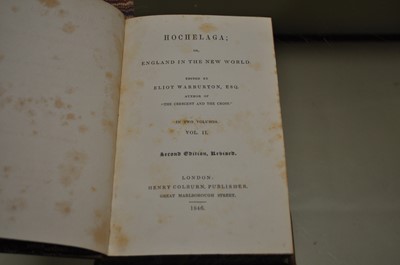 HOCHELAGA;
OR,
ENGLAND IN THE NEW WORLD.
EDITED BY
ELIOT WARBURTON, ESQ.
AUTHOR OF
"THE CRESCENT AND THE CROSS."
IN TWO VOLUMES.
VOL. II.
Second Edition, Revised.
LONDON:
HENRY COLBURN, PUBLISHER,
GREAT MARLBOROUGH STREET.
1846.